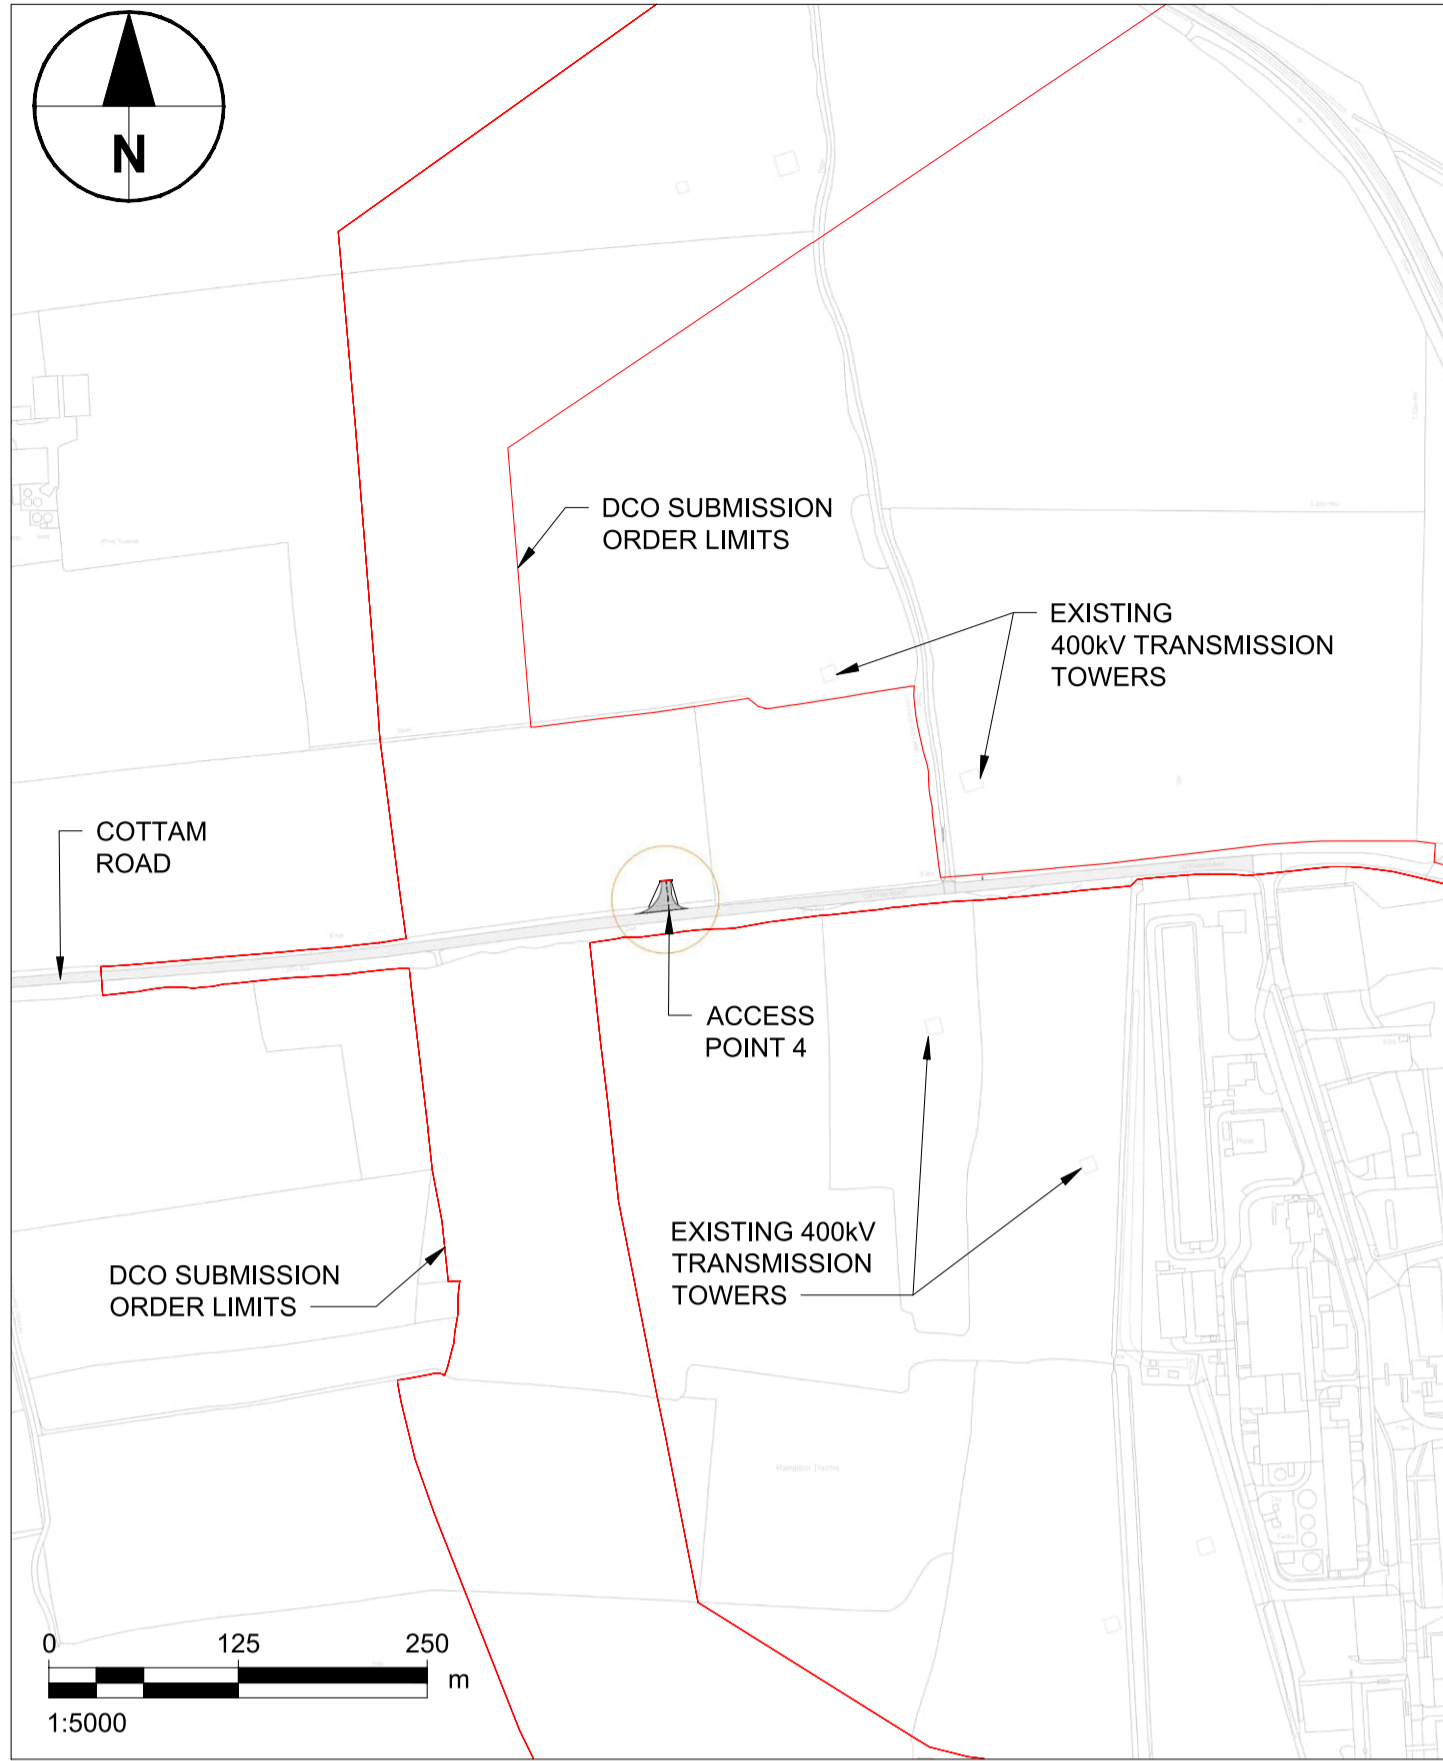 N
DCO SUBMISSION
ORDER LIMITS
EXISTING
400kV TRANSMISSION
TOWERS
COTTAM
ROAD
ACCESS
POINT 4
EXISTING 400kV
TRANSMISSION
TOWERS
DCO SUBMISSION
ORDER LIMITS
0 125 250
m
1:5000